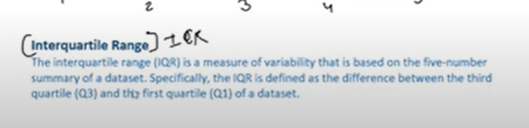 2 3 4
[Interquartile Range] IQR
The interquartile range (IQR) is a measure of variability that is based on the five-number
summary of a dataset. Specifically, the IQR is defined as the difference between the third
quartile (Q3) and the first quartile (Q1) of a dataset.